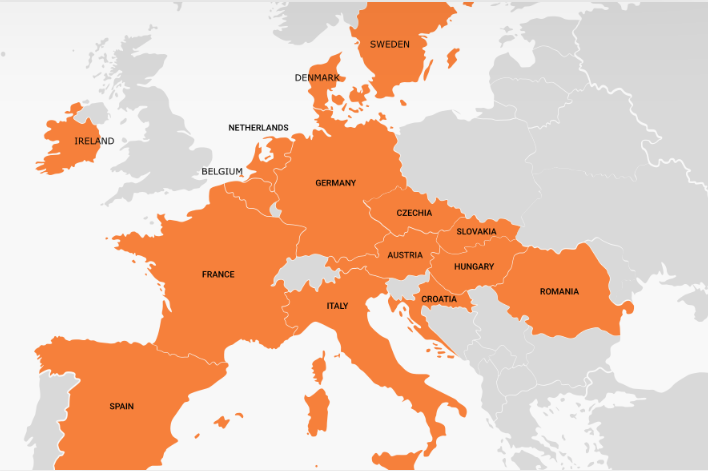 SWEDEN
DENMARK
NETHERLANDS
IRELAND
BELGIUM
GERMANY
CZECHIA
SLOVAKIA
AUSTRIA
HUNGARY
FRANCE
ROMANIA
CROATIA
ITALY
SPAIN